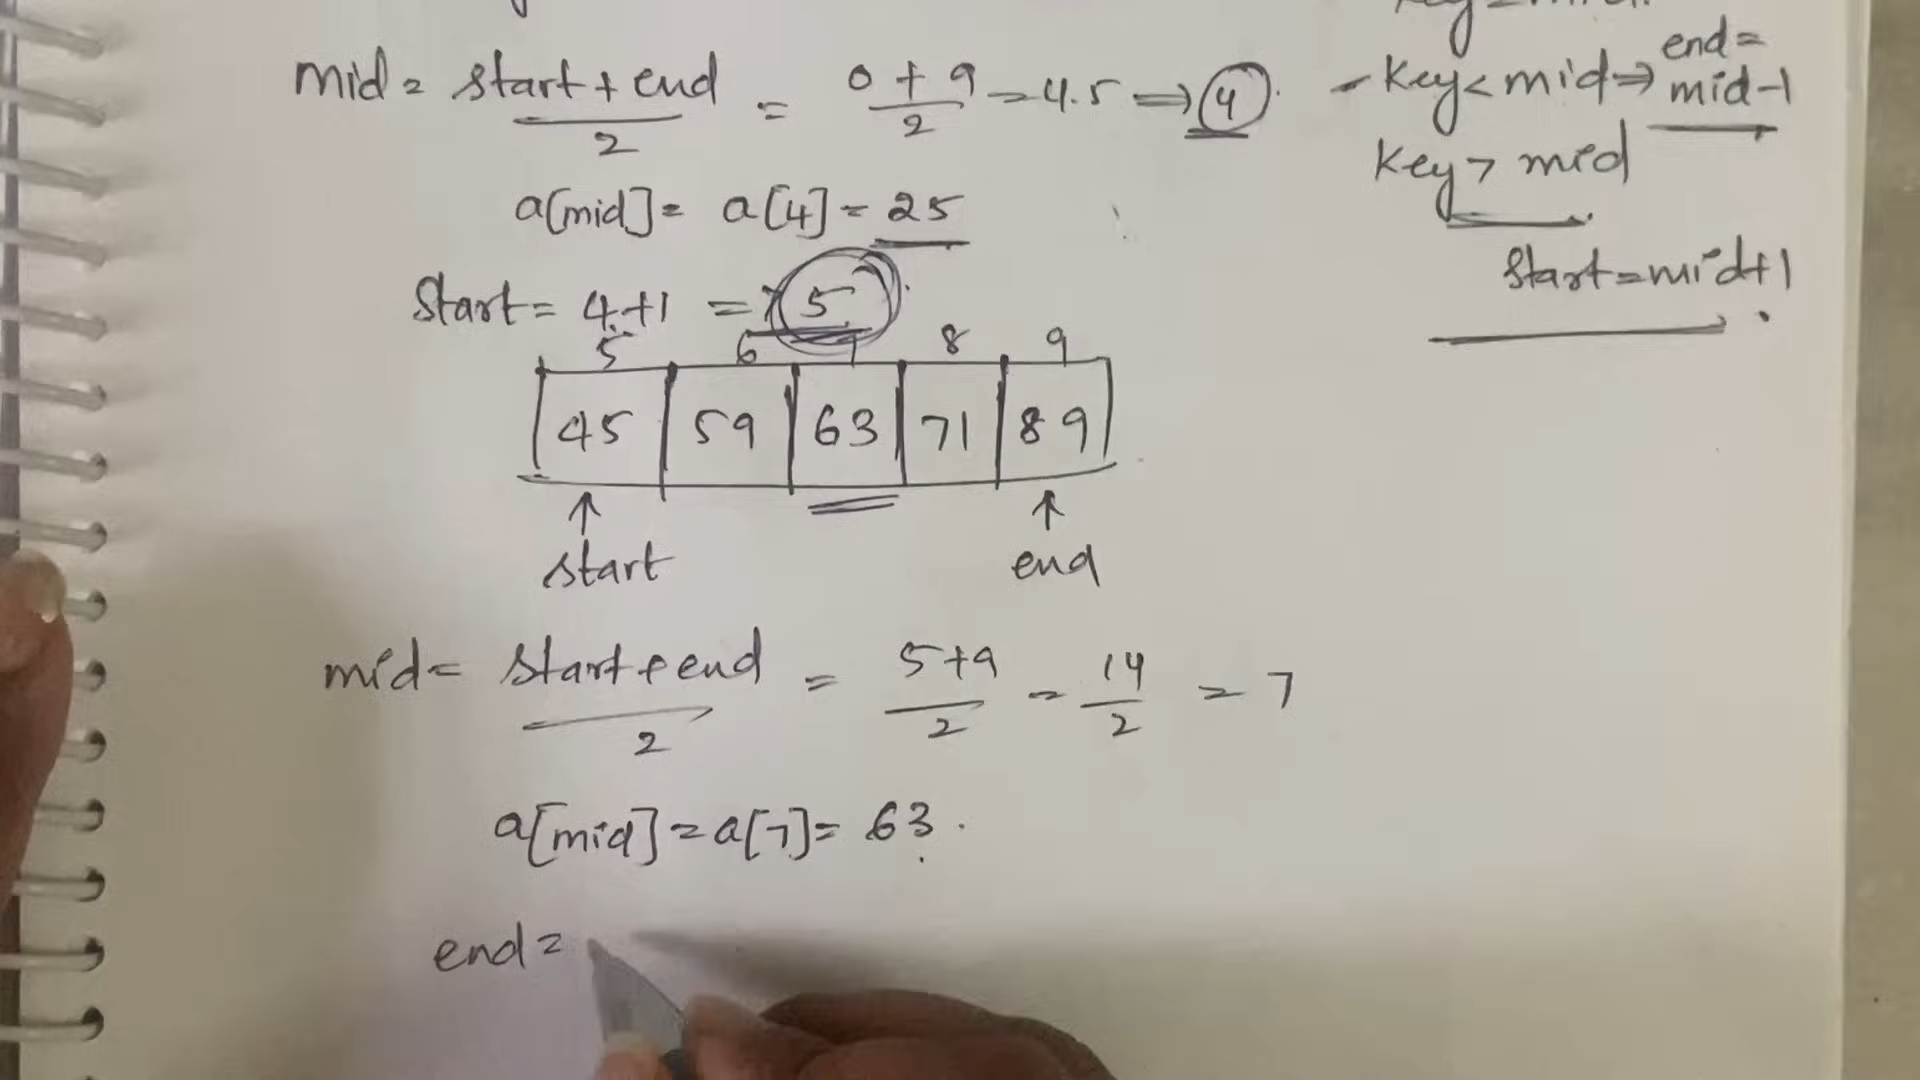 mid = start + end / 2 = 0 + 9 / 2 = 4.5 => 4
a[mid] = a[4] = 25
start = 4+1 = 5
5 6 7 8 9
45 59 63 71 89
↑ ↑
start end
mid = start + end / 2 = 5+9 / 2 = 14 / 2 = 7
a[mid] = a[7] = 63.
end =
key = mid.
- key < mid => end = mid-1
key > mid
start = mid+1